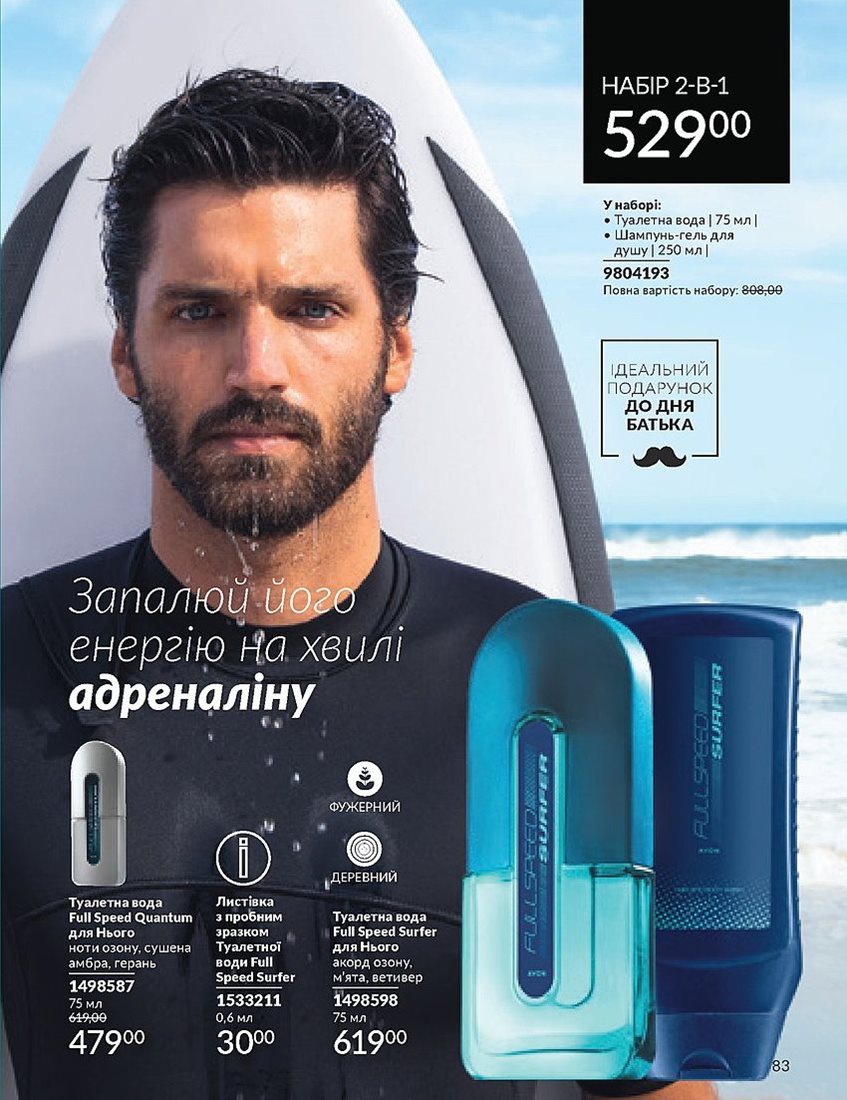 НАБІР 2-В-1
529⁰⁰
У наборі:
• Туалетна вода | 75 мл |
• Шампунь-гель для
душу | 250 мл |
9804193
Повна вартість набору: 808,00
ІДЕАЛЬНИЙ
ПОДАРУНОК
ДО ДНЯ
БАТЬКА
Запалюй його
енергію на хвилі
адреналіну
ФУЖЕРНИЙ
ДЕРЕВНИЙ
Туалетна вода
Full Speed Quantum
для Нього
ноти озону, сушена
амбра, герань
1498587
75 мл
619,00
479⁰⁰
Листівка
з пробним
зразком
Туалетної
води Full
Speed Surfer
1533211
0,6 мл
30⁰⁰
Туалетна вода
Full Speed Surfer
для Нього
акорд озону,
м'ята, ветивер
1498598
75 мл
619⁰⁰
FULL SPEED
SURFER
AVON
FULL SPEED
SURFER
AVON
83